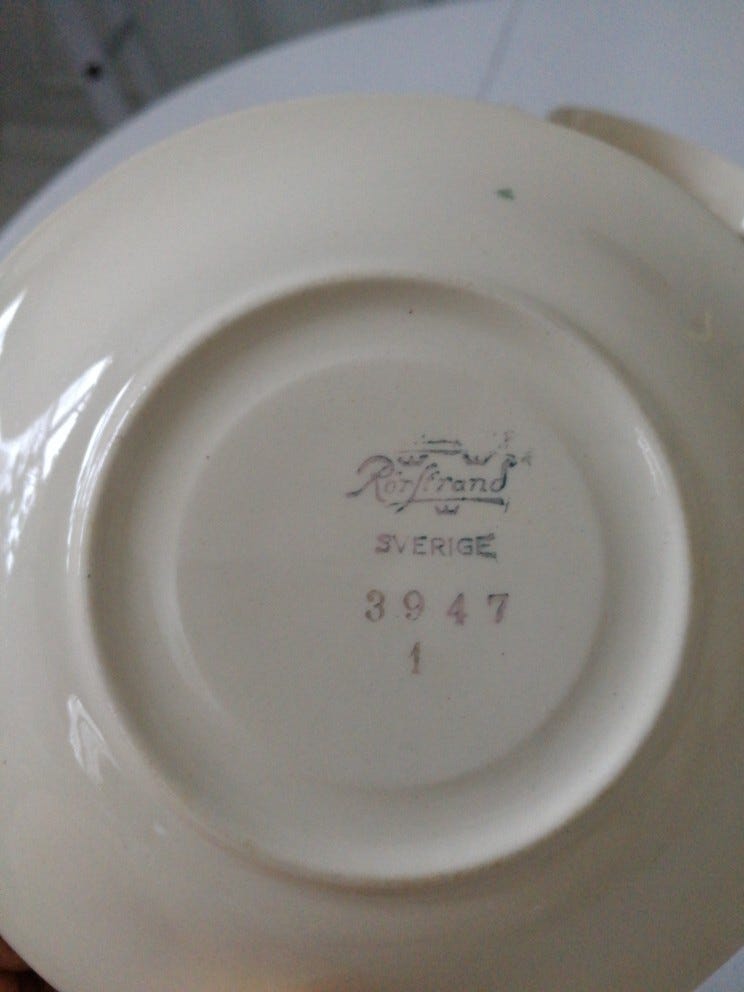 Rörstrand
SVERIGE
3947
1